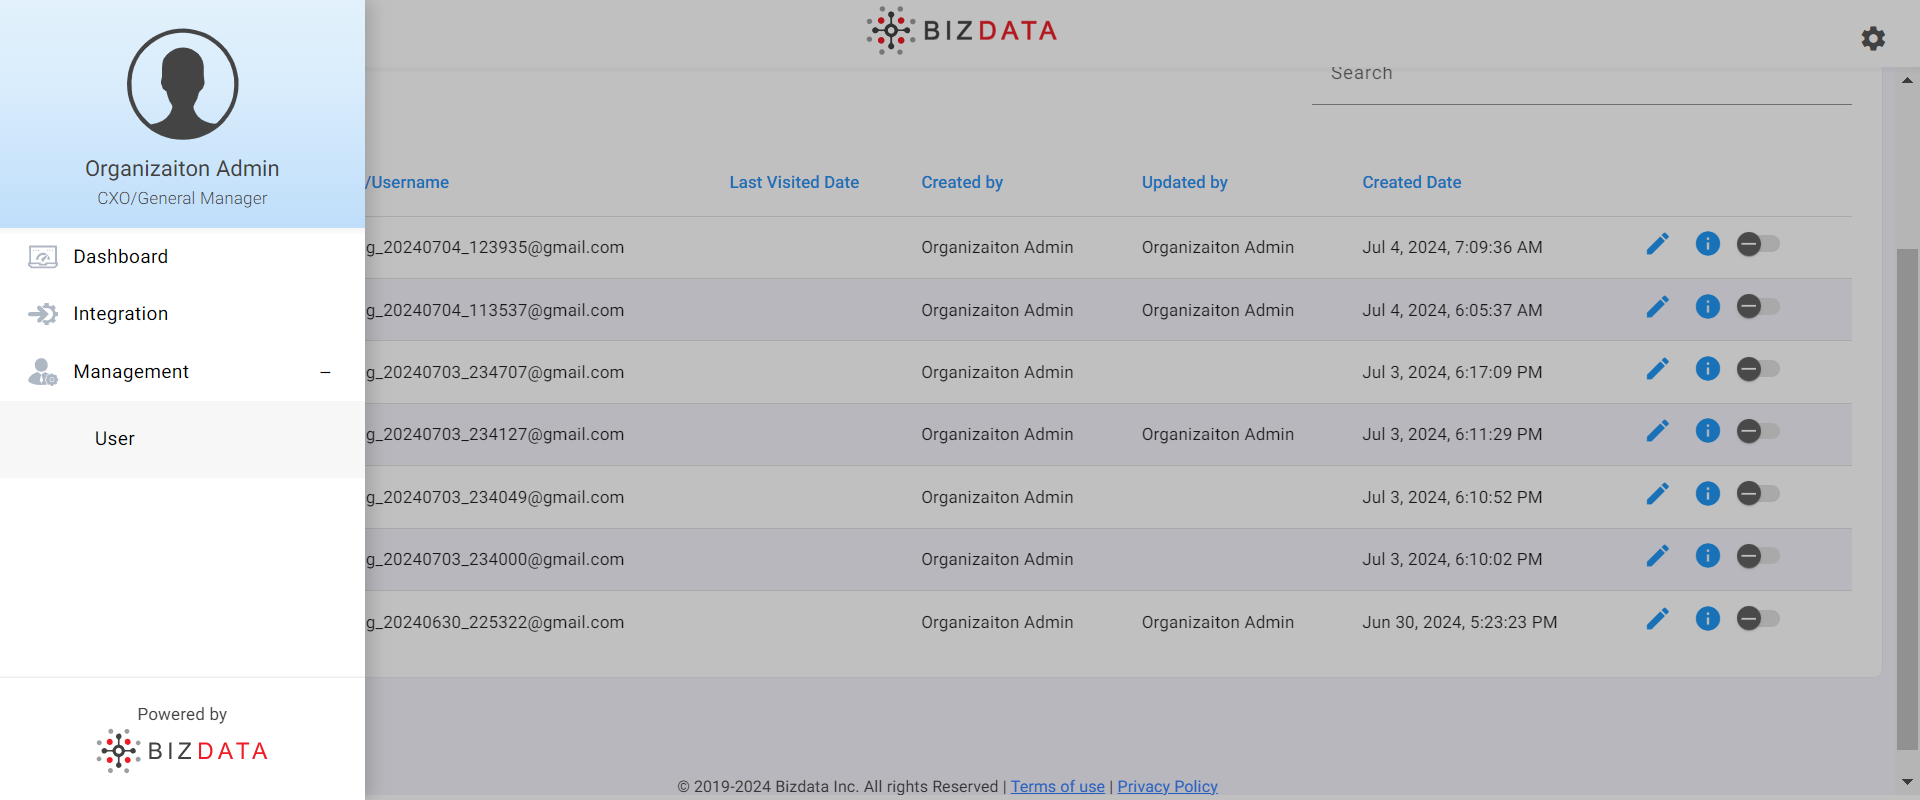 BIZDATA
Search
Organizaiton Admin
CXO/General Manager
Dashboard
Integration
Management –
User
/Username Last Visited Date Created by Updated by Created Date
g_20240704_123935@gmail.com Organizaiton Admin Organizaiton Admin Jul 4, 2024, 7:09:36 AM
g_20240704_113537@gmail.com Organizaiton Admin Organizaiton Admin Jul 4, 2024, 6:05:37 AM
g_20240703_234707@gmail.com Organizaiton Admin Jul 3, 2024, 6:17:09 PM
g_20240703_234127@gmail.com Organizaiton Admin Organizaiton Admin Jul 3, 2024, 6:11:29 PM
g_20240703_234049@gmail.com Organizaiton Admin Jul 3, 2024, 6:10:52 PM
g_20240703_234000@gmail.com Organizaiton Admin Jul 3, 2024, 6:10:02 PM
g_20240630_225322@gmail.com Organizaiton Admin Organizaiton Admin Jun 30, 2024, 5:23:23 PM
Powered by
BIZDATA
© 2019-2024 Bizdata Inc. All rights Reserved | Terms of use | Privacy Policy